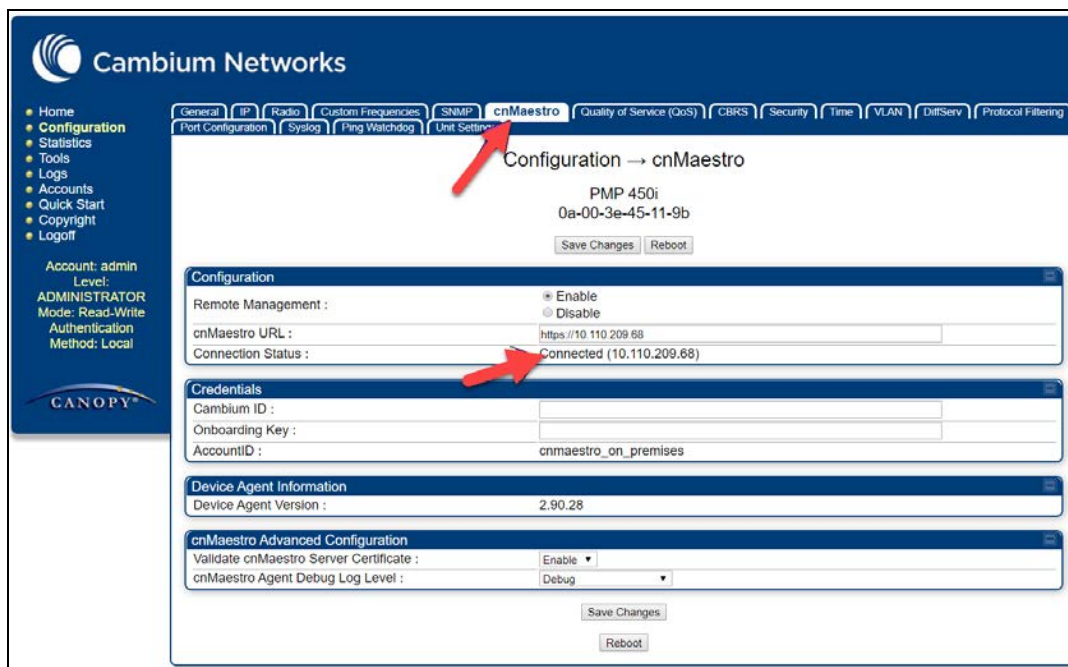 Cambium Networks
Home
Configuration
Statistics
Tools
Logs
Accounts
Quick Start
Copyright
Logoff
Account: admin
Level:
ADMINISTRATOR
Mode: Read-Write
Authentication
Method: Local
CANOPY®
General IP Radio Custom Frequencies SNMP cnMaestro Quality of Service (QoS) CBRS Security Time VLAN DiffServ Protocol Filtering
Port Configuration Syslog Ping Watchdog Unit Settings
Configuration → cnMaestro
PMP 450i
0a-00-3e-45-11-9b
Save Changes Reboot
Configuration
Remote Management : Enable
Disable
cnMaestro URL : https://10.110.209.68
Connection Status : Connected (10.110.209.68)
Credentials
Cambium ID :
Onboarding Key :
AccountID : cnmaestro_on_premises
Device Agent Information
Device Agent Version : 2.90.28
cnMaestro Advanced Configuration
Validate cnMaestro Server Certificate : Enable
cnMaestro Agent Debug Log Level : Debug
Save Changes
Reboot